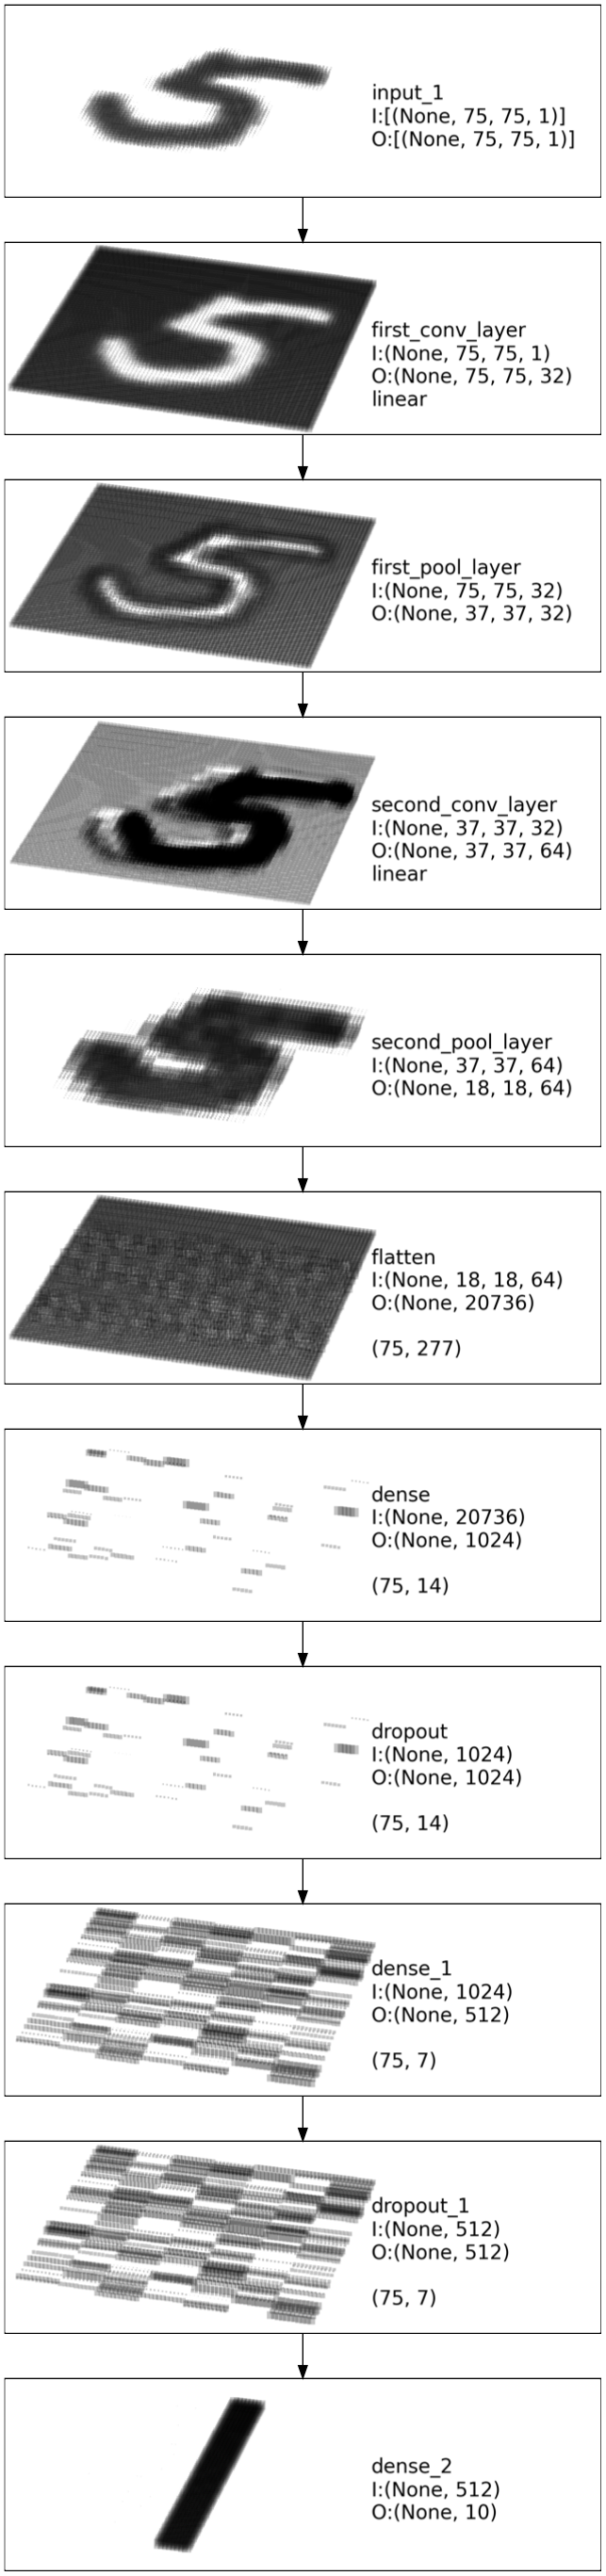 input_1
I:[(None, 75, 75, 1)]
O:[(None, 75, 75, 1)]
first_conv_layer
I:(None, 75, 75, 1)
O:(None, 75, 75, 32)
linear
first_pool_layer
I:(None, 75, 75, 32)
O:(None, 37, 37, 32)
second_conv_layer
I:(None, 37, 37, 32)
O:(None, 37, 37, 64)
linear
second_pool_layer
I:(None, 37, 37, 64)
O:(None, 18, 18, 64)
flatten
I:(None, 18, 18, 64)
O:(None, 20736)
(75, 277)
dense
I:(None, 20736)
O:(None, 1024)
(75, 14)
dropout
I:(None, 1024)
O:(None, 1024)
(75, 14)
dense_1
I:(None, 1024)
O:(None, 512)
(75, 7)
dropout_1
I:(None, 512)
O:(None, 512)
(75, 7)
dense_2
I:(None, 512)
O:(None, 10)